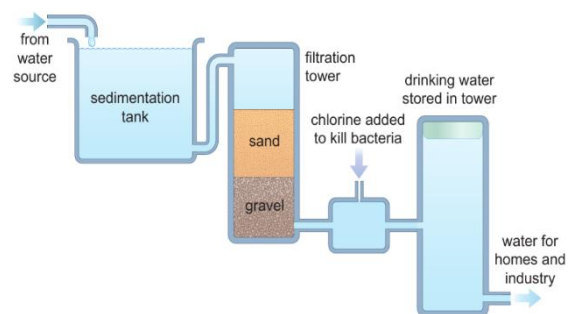 from
water
source
sedimentation
tank
filtration
tower
sand
gravel
chlorine added
to kill bacteria
drinking water
stored in tower
water for
homes and
industry